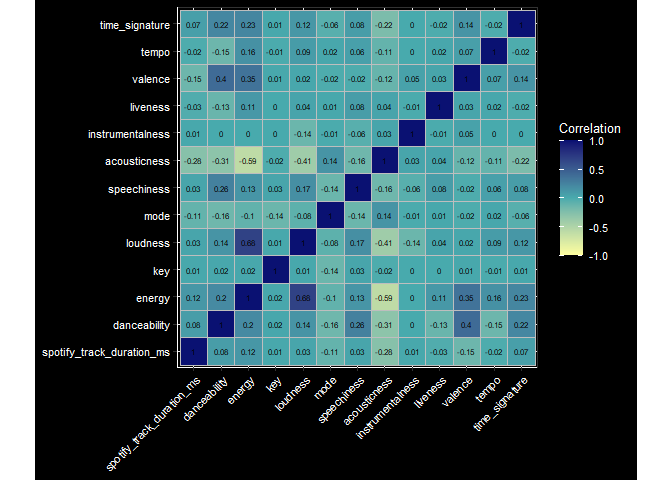 time_signature 0.07 0.22 0.23 0.01 0.12 -0.06 0.08 -0.22 0 -0.02 0.14 -0.02 1
tempo -0.02 -0.15 0.16 -0.01 0.09 0.02 0.06 -0.11 0 0.02 0.07 1 -0.02
valence -0.15 0.4 0.35 0.01 0.02 -0.02 -0.02 -0.12 0.05 0.03 1 0.07 0.14
liveness -0.03 -0.13 0.11 0 0.04 0.01 0.08 0.04 -0.01 1 0.03 0.02 -0.02
instrumentalness 0.01 0 0 0 -0.14 -0.01 -0.06 0.03 1 -0.01 0.05 0 0
acousticness -0.28 -0.31 -0.59 -0.02 -0.41 0.14 -0.16 1 0.03 0.04 -0.12 -0.11 -0.22
speechiness 0.03 0.26 0.13 0.03 0.17 -0.14 1 -0.16 -0.06 0.08 -0.02 0.06 0.08
mode -0.11 -0.16 -0.1 -0.14 -0.08 1 -0.14 0.14 -0.01 0.01 -0.02 0.02 -0.06
loudness 0.03 0.14 0.68 0.02 1 -0.08 0.17 -0.41 -0.14 0.04 0.02 0.09 0.12
key 0.01 0.02 0.02 1 0.02 -0.14 0.03 -0.02 0 0 0.01 -0.01 0.01
energy 0.12 0.2 1 0.02 0.68 -0.1 0.13 -0.59 0 0.11 0.35 0.16 0.23
danceability 0.08 1 0.2 0.02 0.14 -0.16 0.26 -0.31 0 -0.13 0.4 -0.15 0.22
spotify_track_duration_ms 1 0.08 0.12 0.01 0.03 -0.11 0.03 -0.28 0.01 -0.03 -0.15 -0.02 0.07
spotify_track_duration_ms
danceability
energy
key
loudness
mode
speechiness
acousticness
instrumentalness
liveness
valence
tempo
time_signature
Correlation
1.0
0.5
0.0
-0.5
-1.0